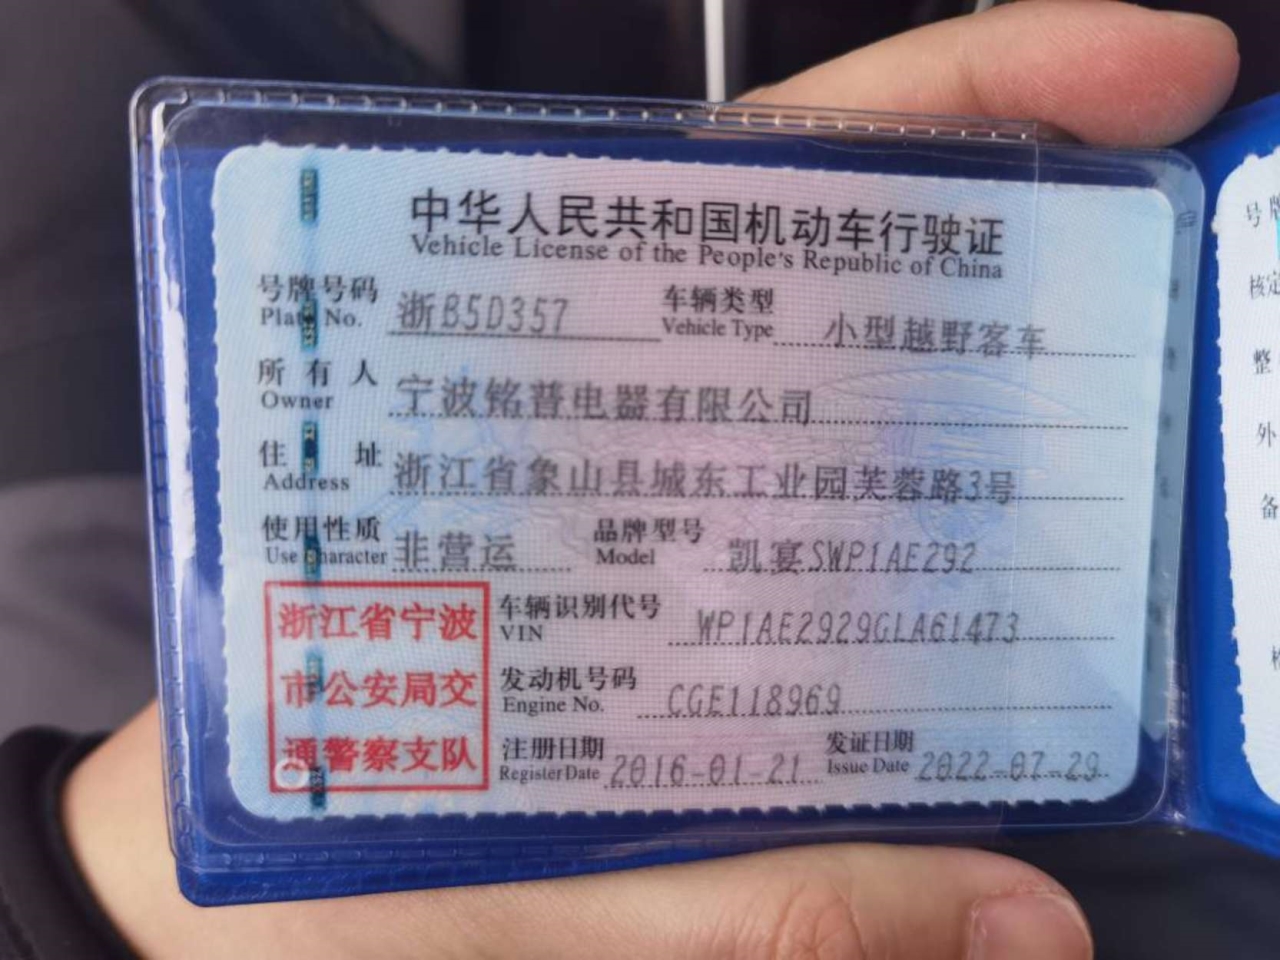 中华人民共和国机动车行驶证
Vehicle License of the People's Republic of China
号牌号码 浙B5D357 车辆类型 小型越野客车
Plate No. Vehicle Type
所有人 宁波铭普电器有限公司
Owner
住址 浙江省象山县城东工业园芙蓉路3号
Address
使用性质 非营运 品牌型号 凯宴SWP1AE292
Use Character Model
浙江省宁波
市公安局交
通警察支队
车辆识别代号 WP1AE2929GLA61473
VIN
发动机号码 CGE118969
Engine No.
注册日期 2016-01-21 发证日期 2022-07-29
Register Date Issue Date
号牌
核定
整
外
备